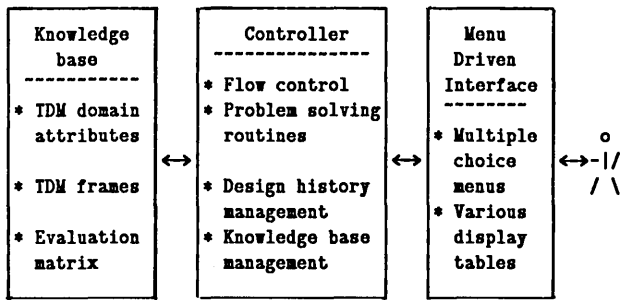 Knowledge
base
-----------
* TDM domain
attributes
* TDM frames
* Evaluation
matrix
Controller
---------------
* Flow control
* Problem solving
routines
* Design history
management
* Knowledge base
management
Menu
Driven
Interface
--------
* Multiple
choice
menus
* Various
display
tables